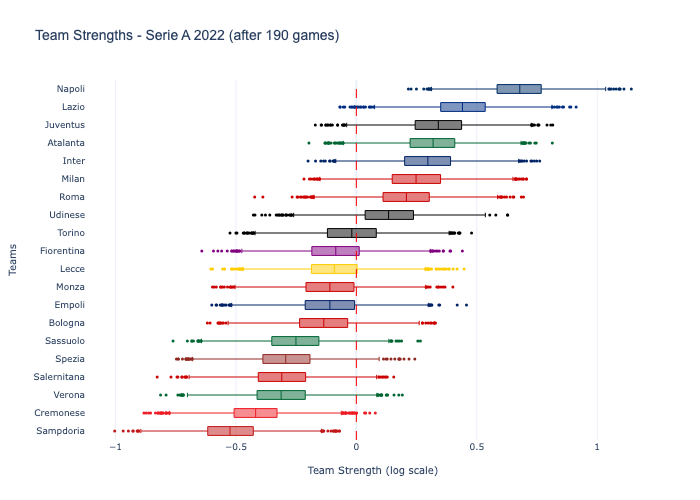 Team Strengths - Serie A 2022 (after 190 games)
Napoli
Lazio
Juventus
Atalanta
Inter
Milan
Roma
Udinese
Torino
Fiorentina
Lecce
Monza
Empoli
Bologna
Sassuolo
Spezia
Salernitana
Verona
Cremonese
Sampdoria
Teams
−1
−0.5
0
0.5
1
Team Strength (log scale)